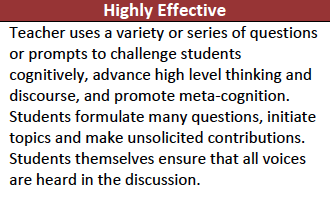 Highly Effective
Teacher uses a variety or series of questions
or prompts to challenge students
cognitively, advance high level thinking and
discourse, and promote meta-cognition.
Students formulate many questions, initiate
topics and make unsolicited contributions.
Students themselves ensure that all voices
are heard in the discussion.